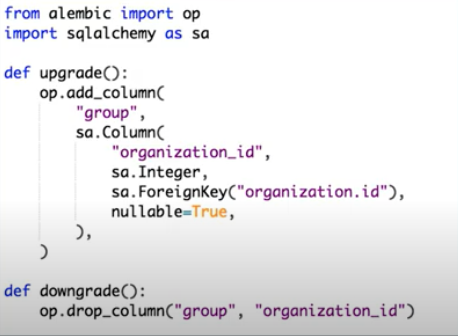 from alembic import op
import sqlalchemy as sa
def upgrade():
    op.add_column(
        "group",
        sa.Column(
            "organization_id",
            sa.Integer,
            sa.ForeignKey("organization.id"),
            nullable=True,
        ),
    )
def downgrade():
    op.drop_column("group", "organization_id")